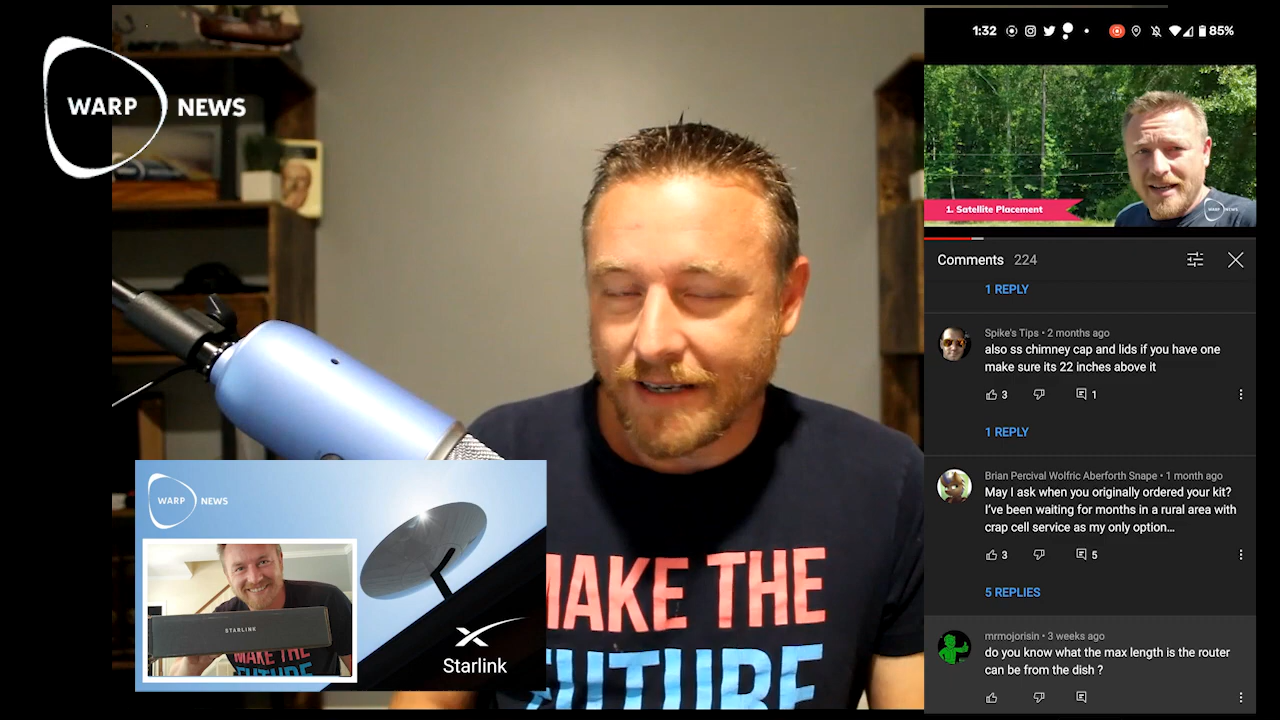 WARP NEWS
MAKE THE
FUTURE
WARP NEWS
STARLINK
MAKE THE
FUTURE
Starlink
1:32
85%
1. Satellite Placement
WARP NEWS
Comments 224
1 REPLY
Spike's Tips • 2 months ago
also ss chimney cap and lids if you have one
make sure its 22 inches above it
3
1
1 REPLY
Brian Percival Wolfric Aberforth Snape • 1 month ago
May I ask when you originally ordered your kit?
I've been waiting for months in a rural area with
crap cell service as my only option...
3
5
5 REPLIES
mrmojorisin • 3 weeks ago
do you know what the max length is the router
can be from the dish ?